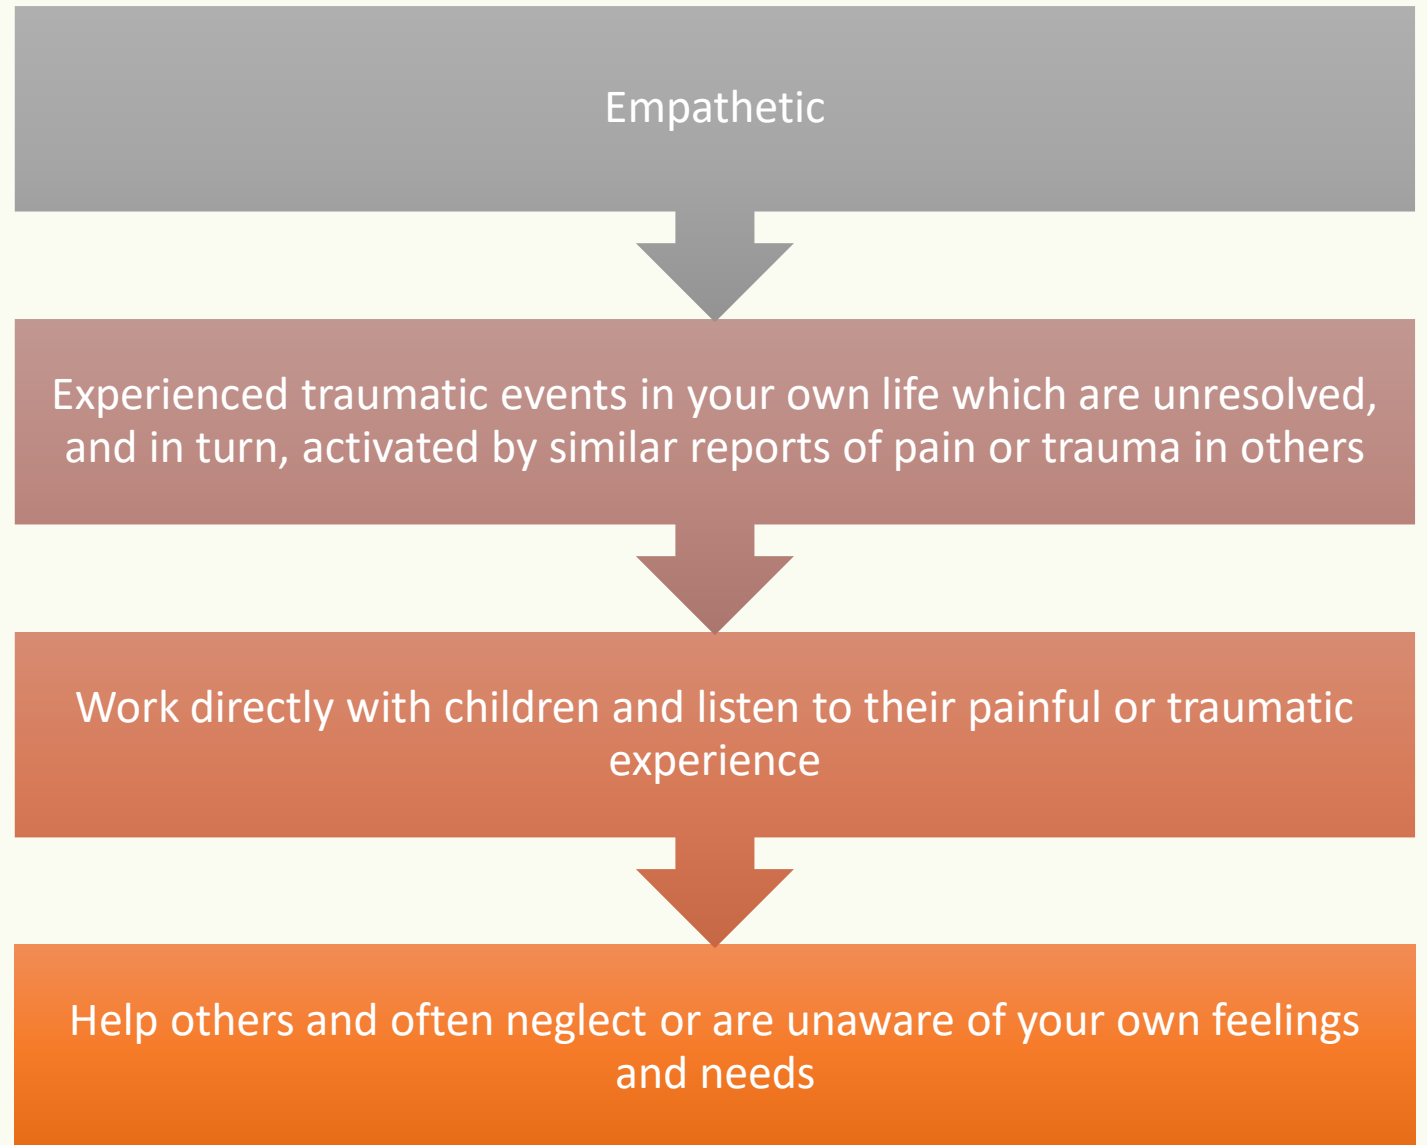 Empathetic
Experienced traumatic events in your own life which are unresolved,
and in turn, activated by similar reports of pain or trauma in others
Work directly with children and listen to their painful or traumatic
experience
Help others and often neglect or are unaware of your own feelings
and needs